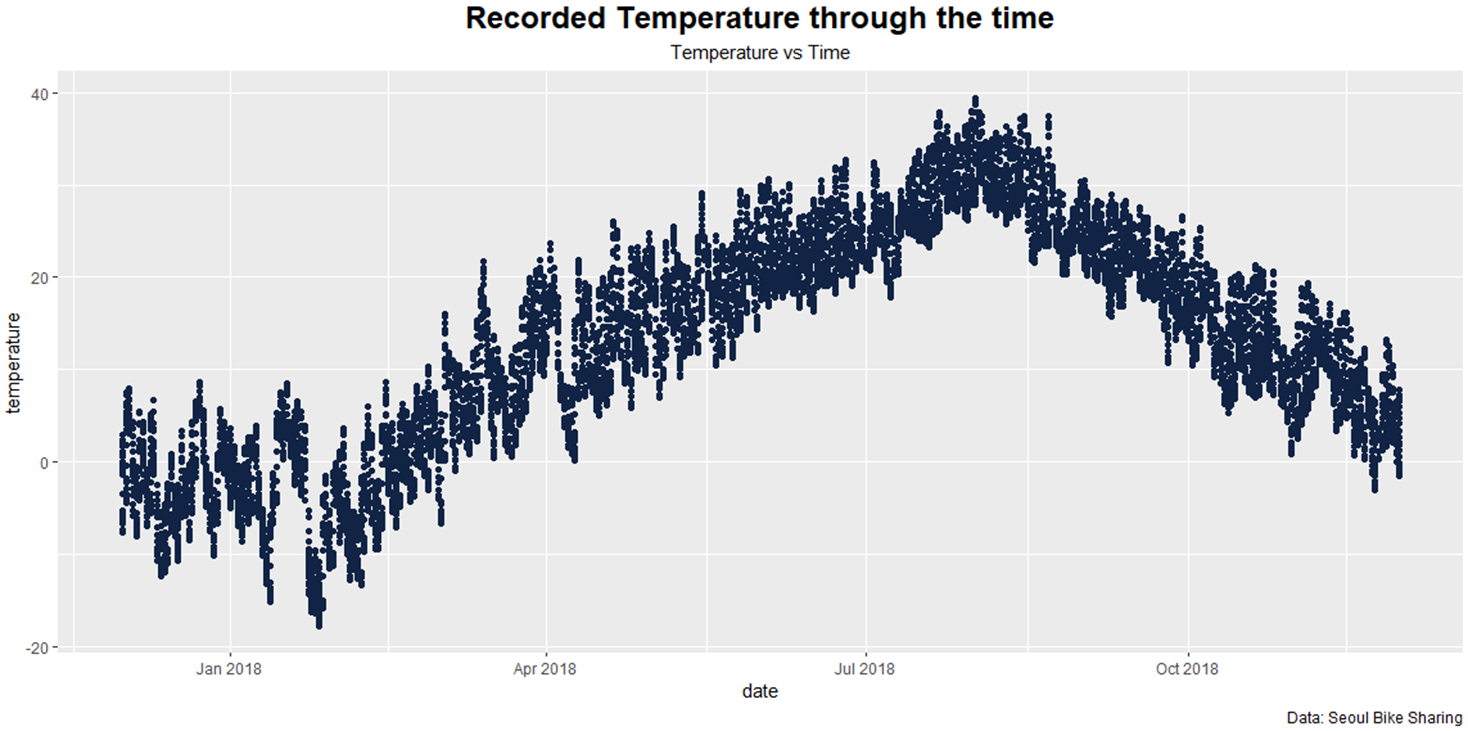 Recorded Temperature through the time
Temperature vs Time
40
20
0
-20
temperature
Jan 2018 Apr 2018 Jul 2018 Oct 2018
date
Data: Seoul Bike Sharing